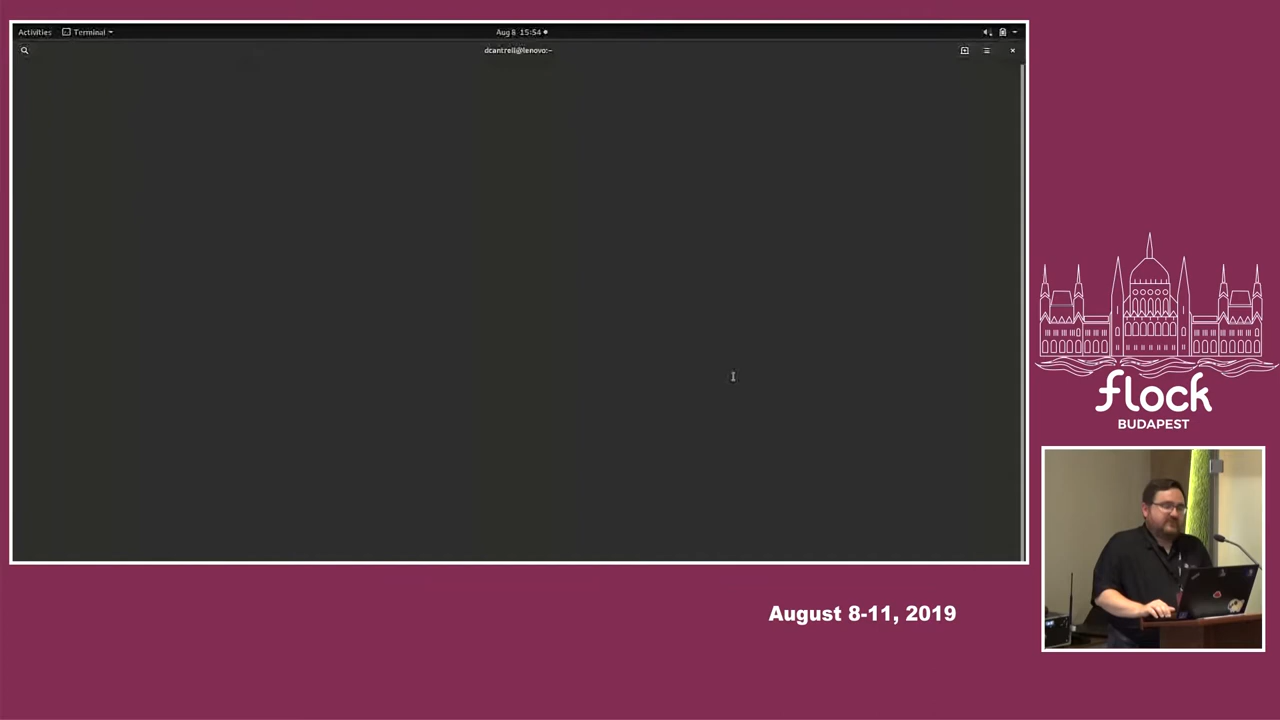 Activities Terminal Aug 8 15:54
dcantrell@lenovo:~
flock
BUDAPEST
August 8-11, 2019